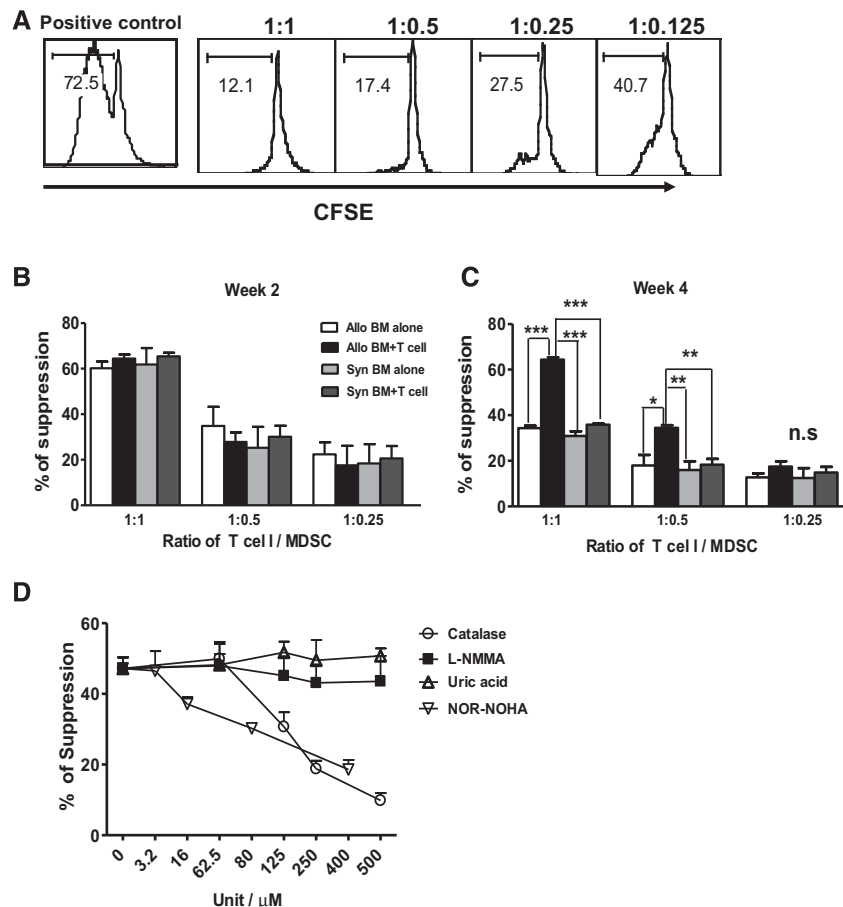 A
Positive control
1:1
1:0.5
1:0.25
1:0.125
72.5
12.1
17.4
27.5
40.7
CFSE
B
Week 2
% of suppression
80
60
40
20
0
Allo BM alone
Allo BM+T cell
Syn BM alone
Syn BM+T cell
1:1
1:0.5
1:0.25
Ratio of T cel l / MDSC
C
Week 4
% of suppression
80
60
40
20
0
***
***
***
*
**
**
n.s
1:1
1:0.5
1:0.25
Ratio of T cel l / MDSC
D
% of Suppression
60
40
20
0
Catalase
L-NMMA
Uric acid
NOR-NOHA
0
3.2
16
62.5
80
125
250
400
500
Unit / μM